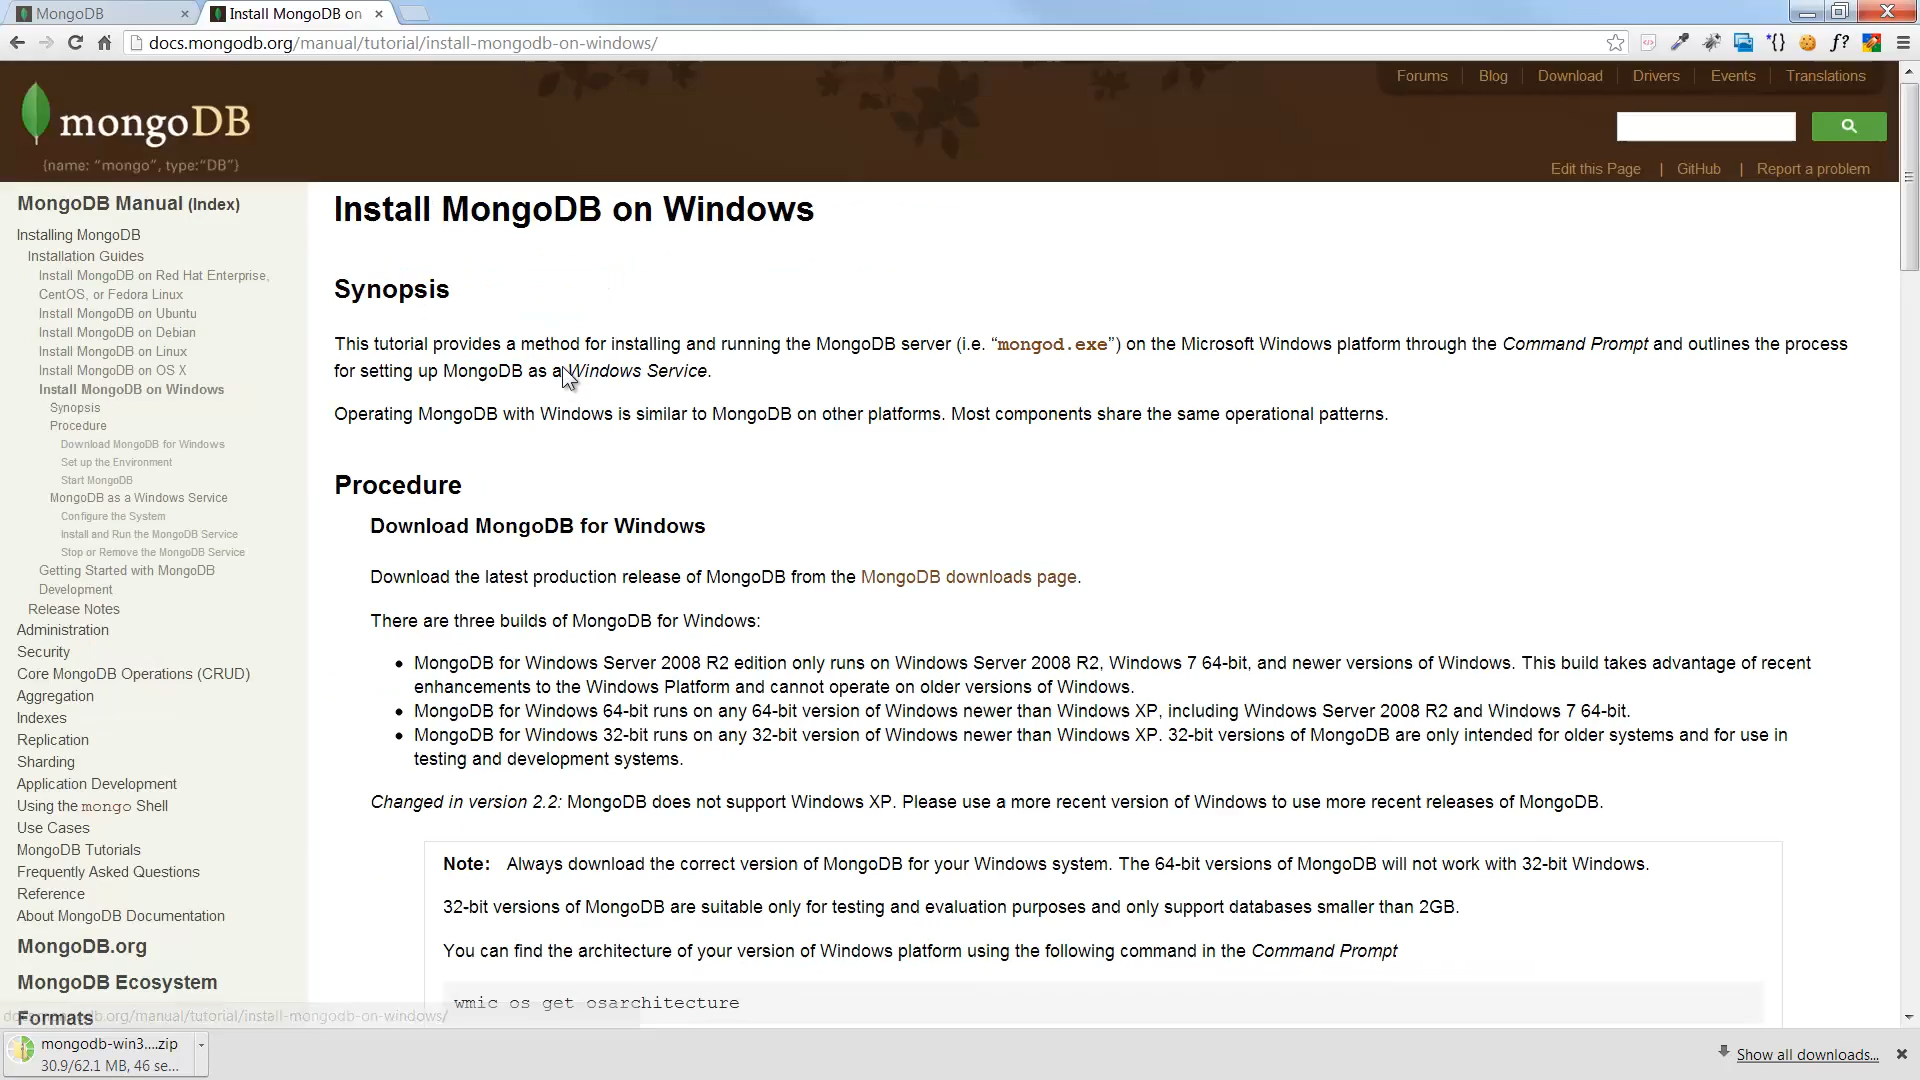 MongoDB
Install MongoDB on
docs.mongodb.org/manual/tutorial/install-mongodb-on-windows/
Forums
Blog
Download
Drivers
Events
Translations
mongoDB
{name: “mongo”, type:“DB”}
Edit this Page | GitHub | Report a problem
MongoDB Manual (Index)
Installing MongoDB
Installation Guides
Install MongoDB on Red Hat Enterprise,
CentOS, or Fedora Linux
Install MongoDB on Ubuntu
Install MongoDB on Debian
Install MongoDB on Linux
Install MongoDB on OS X
Install MongoDB on Windows
Synopsis
Procedure
Download MongoDB for Windows
Set up the Environment
Start MongoDB
MongoDB as a Windows Service
Configure the System
Install and Run the MongoDB Service
Stop or Remove the MongoDB Service
Getting Started with MongoDB
Development
Release Notes
Administration
Security
Core MongoDB Operations (CRUD)
Aggregation
Indexes
Replication
Sharding
Application Development
Using the mongo Shell
Use Cases
MongoDB Tutorials
Frequently Asked Questions
Reference
About MongoDB Documentation
MongoDB.org
MongoDB Ecosystem
Formats
Install MongoDB on Windows
Synopsis
This tutorial provides a method for installing and running the MongoDB server (i.e. “mongod.exe”) on the Microsoft Windows platform through the Command Prompt and outlines the process
for setting up MongoDB as a Windows Service.
Operating MongoDB with Windows is similar to MongoDB on other platforms. Most components share the same operational patterns.
Procedure
Download MongoDB for Windows
Download the latest production release of MongoDB from the MongoDB downloads page.
There are three builds of MongoDB for Windows:
• MongoDB for Windows Server 2008 R2 edition only runs on Windows Server 2008 R2, Windows 7 64-bit, and newer versions of Windows. This build takes advantage of recent
enhancements to the Windows Platform and cannot operate on older versions of Windows.
• MongoDB for Windows 64-bit runs on any 64-bit version of Windows newer than Windows XP, including Windows Server 2008 R2 and Windows 7 64-bit.
• MongoDB for Windows 32-bit runs on any 32-bit version of Windows newer than Windows XP. 32-bit versions of MongoDB are only intended for older systems and for use in
testing and development systems.
Changed in version 2.2: MongoDB does not support Windows XP. Please use a more recent version of Windows to use more recent releases of MongoDB.
Note: Always download the correct version of MongoDB for your Windows system. The 64-bit versions of MongoDB will not work with 32-bit Windows.
32-bit versions of MongoDB are suitable only for testing and evaluation purposes and only support databases smaller than 2GB.
You can find the architecture of your version of Windows platform using the following command in the Command Prompt
wmic os get osarchitecture
docs.mongodb.org/manual/tutorial/install-mongodb-on-windows/
mongodb-win3....zip
30.9/62.1 MB, 46 se...
Show all downloads...